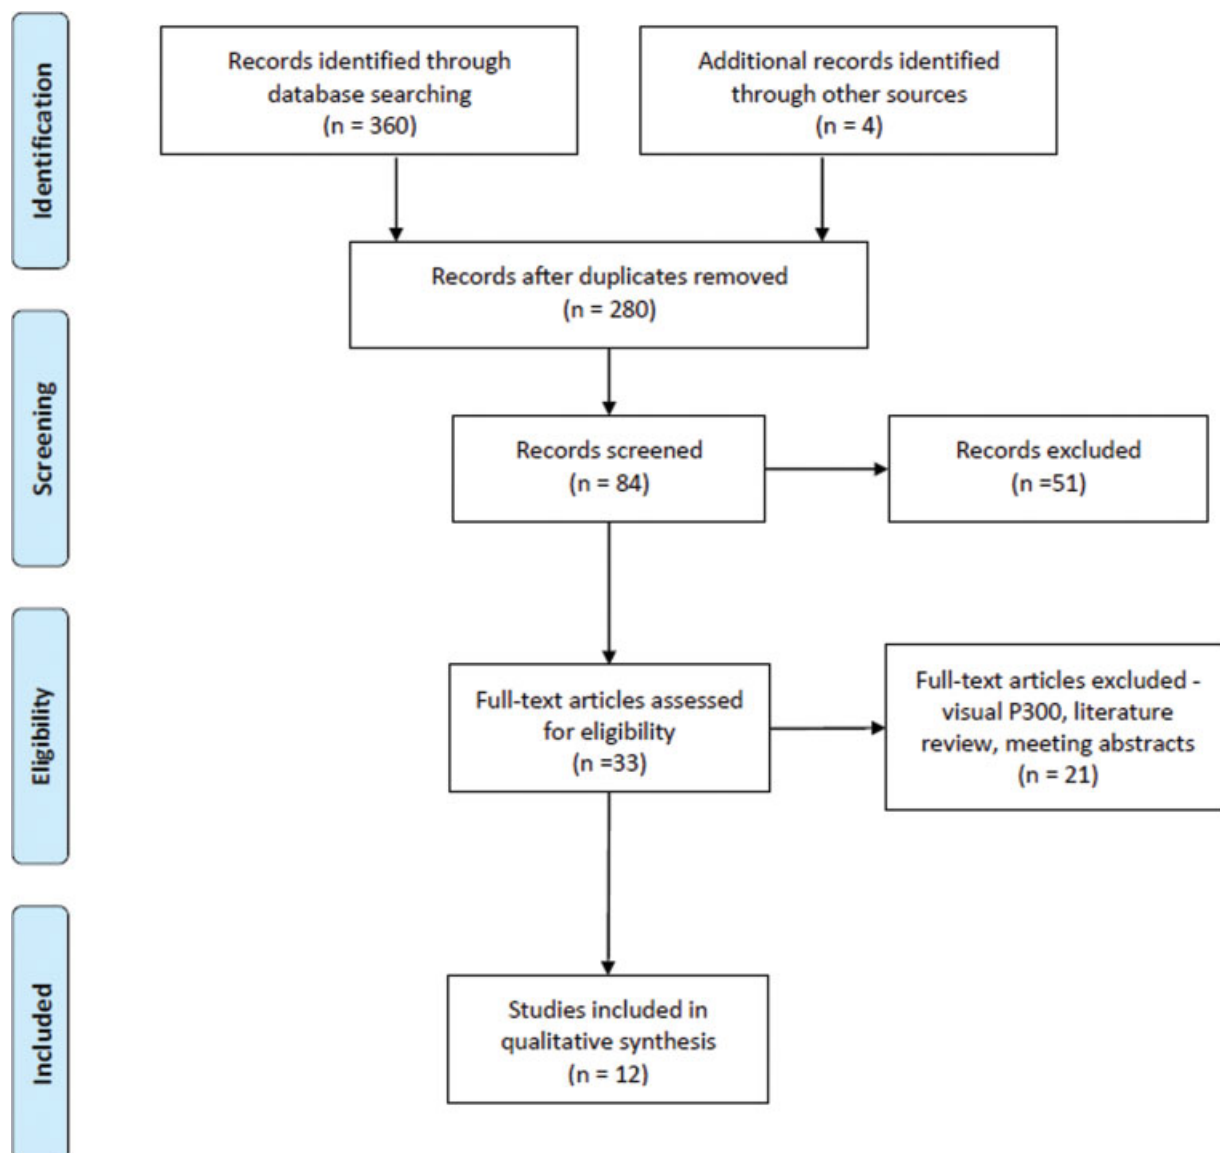 Identification
Records identified through
database searching
(n = 360)
Additional records identified
through other sources
(n = 4)
Records after duplicates removed
(n = 280)
Screening
Records screened
(n = 84)
Records excluded
(n =51)
Eligibility
Full-text articles assessed
for eligibility
(n =33)
Full-text articles excluded -
visual P300, literature
review, meeting abstracts
(n = 21)
Included
Studies included in
qualitative synthesis
(n = 12)